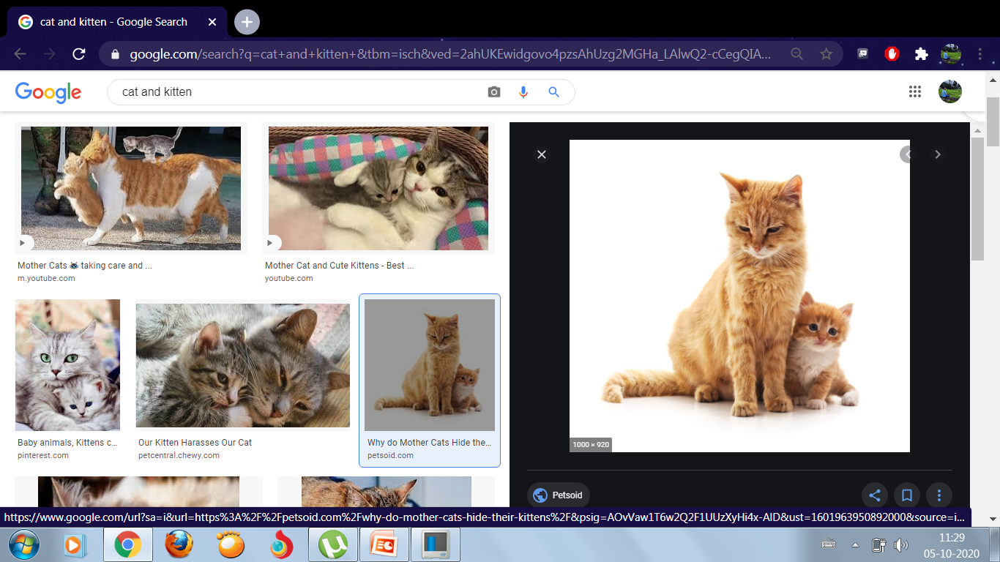 cat and kitten - Google Search
google.com/search?q=cat+and+kitten+&tbm=isch&ved=2ahUKEwidgovo4pzsAhUzg2MGHa_LAlwQ2-cCegQIA...
Google
cat and kitten
Mother Cats 🕷 taking care and ...
m.youtube.com
Mother Cat and Cute Kittens - Best ...
youtube.com
Baby animals, Kittens c...
pinterest.com
Our Kitten Harasses Our Cat
petcentral.chewy.com
Why do Mother Cats Hide the...
petsoid.com
1000 × 920
Petsoid
https://www.google.com/url?sa=i&url=https%3A%2F%2Fpetsoid.com%2Fwhy-do-mother-cats-hide-their-kittens%2F&psig=AOvVaw1T6w2Q2F1UUzXyHi4x-AlD&ust=1601963950892000&source=i...
11:29
05-10-2020